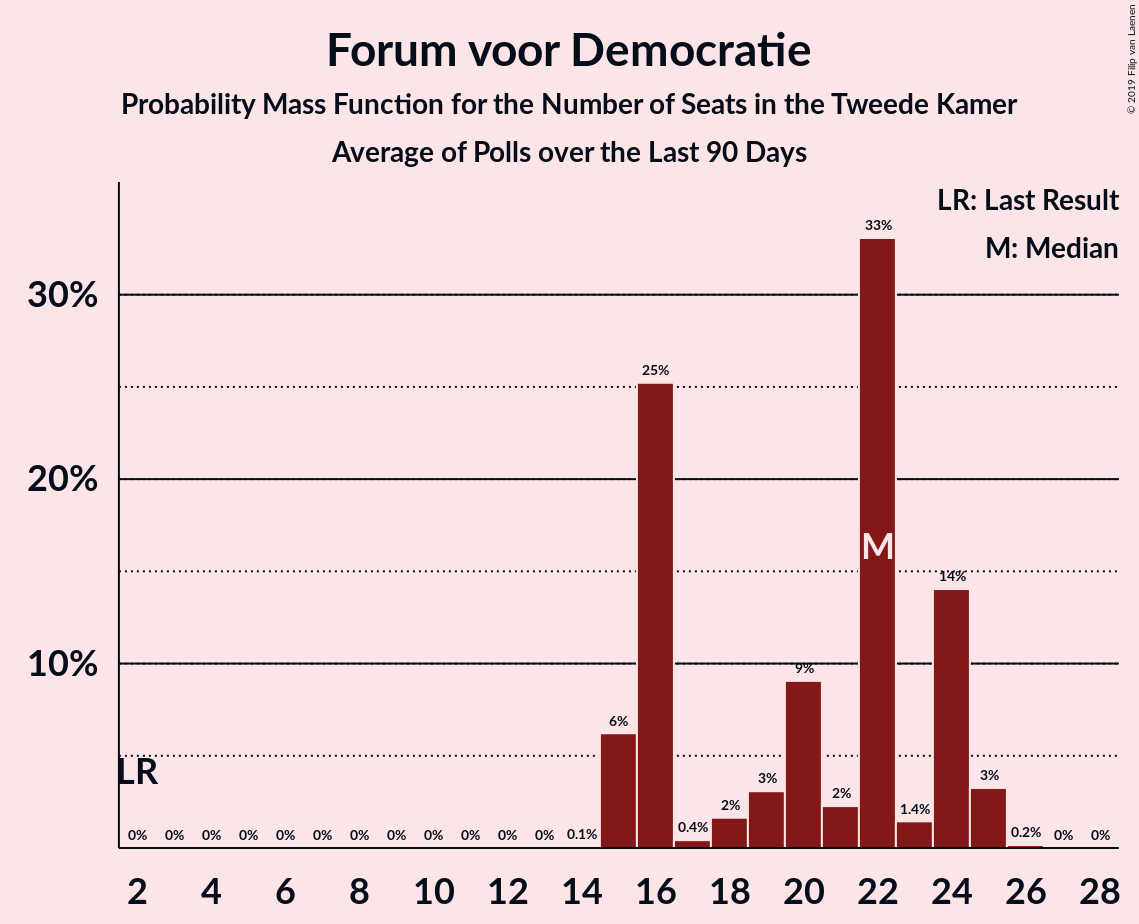 Forum voor Democratie
Probability Mass Function for the Number of Seats in the Tweede Kamer
Average of Polls over the Last 90 Days
© 2019 Filip van Laenen
LR: Last Result
M: Median
33%
30%
25%
20%
M
14%
10%
9%
6%
LR
3%
3%
2%
2%
1.4%
0% 0% 0% 0% 0% 0% 0% 0% 0% 0% 0% 0% 0.1% 0.4% 0.2% 0% 0%
2 4 6 8 10 12 14 16 18 20 22 24 26 28